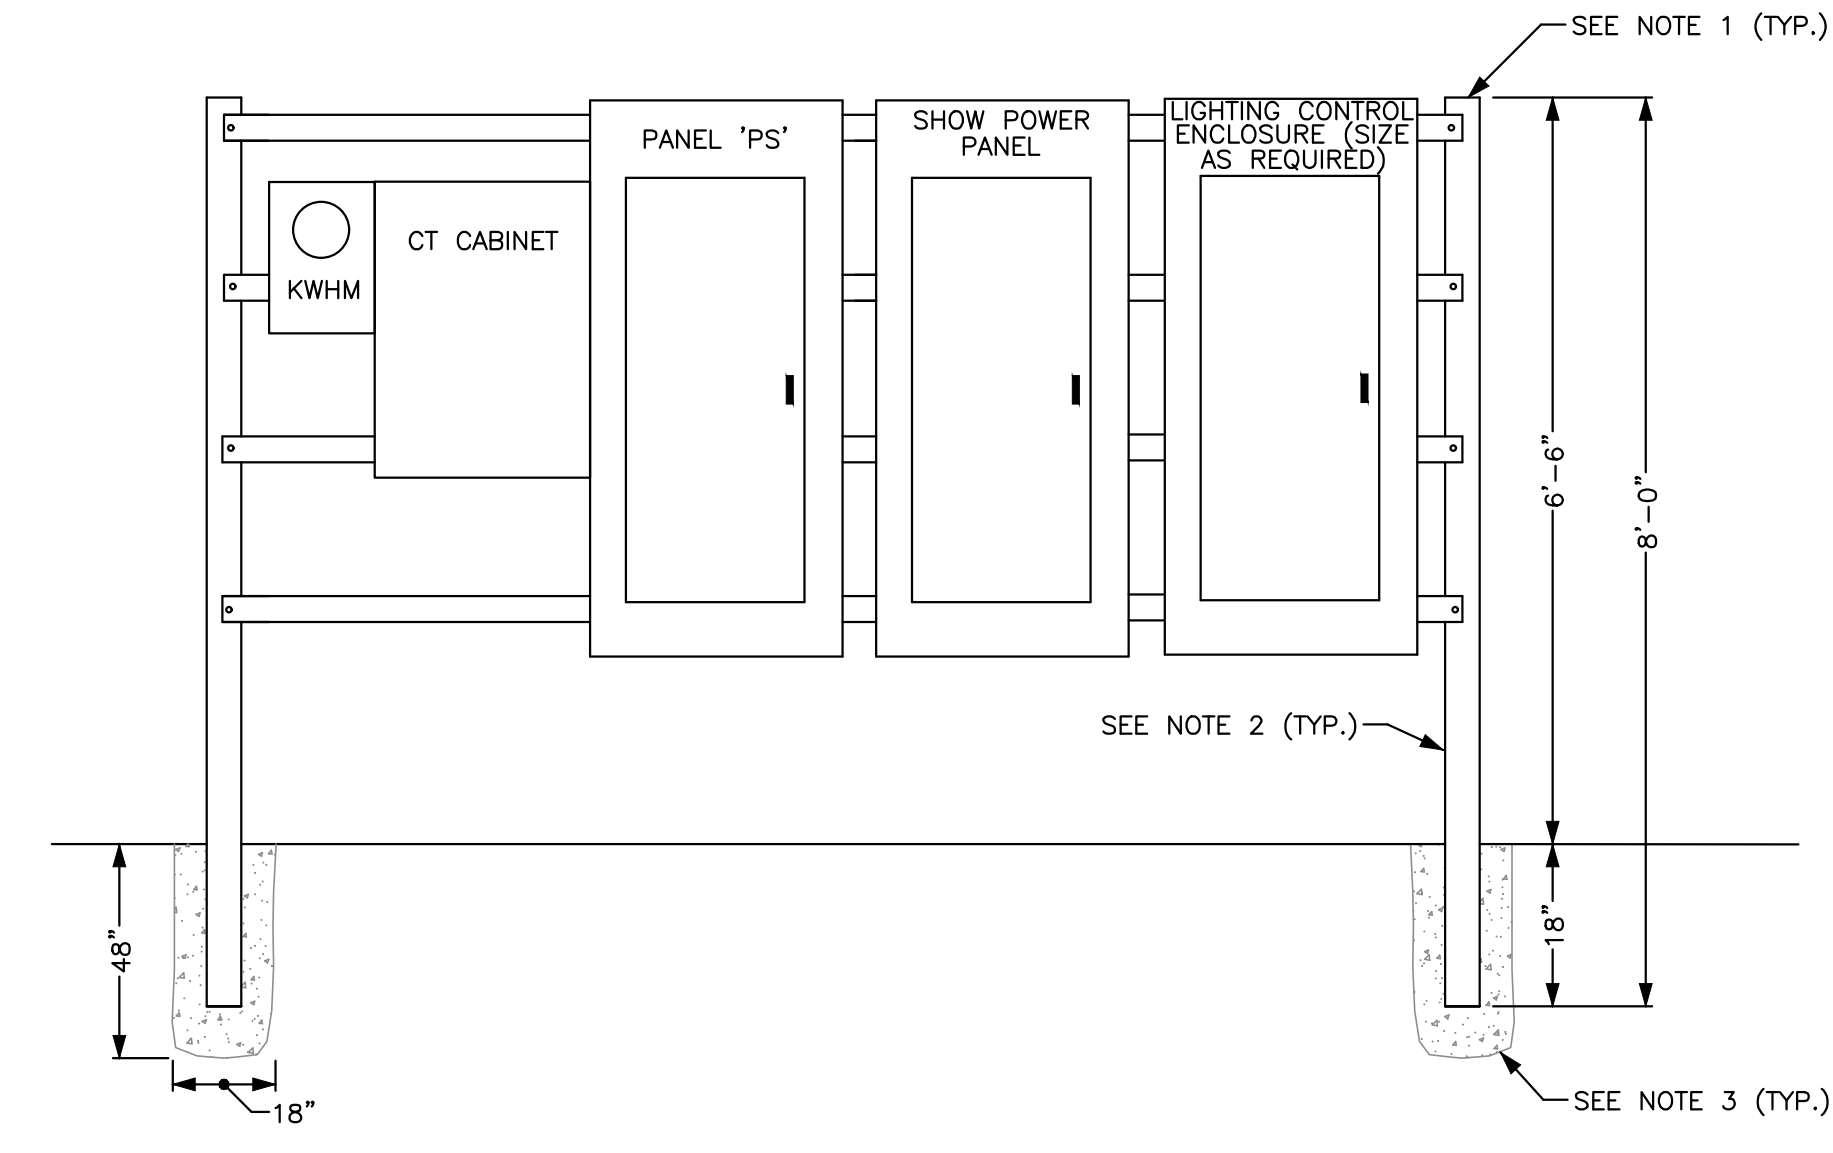 SEE NOTE 1 (TYP.)
PANEL 'PS'
SHOW POWER
PANEL
LIGHTING CONTROL
ENCLOSURE (SIZE
AS REQUIRED)
CT CABINET
KWHM
6'-6"
8'-0"
SEE NOTE 2 (TYP.)
48"
18"
18"
SEE NOTE 3 (TYP.)